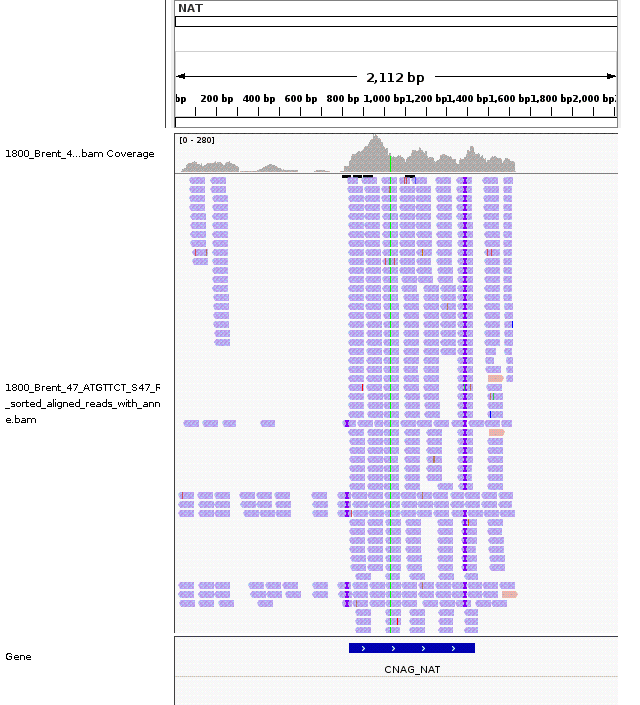 NAT
2,112 bp
bp 200 bp 400 bp 600 bp 800 bp 1,000 bp 1,200 bp 1,400 bp 1,600 bp 1,800 bp 2,000 bp
[0 - 280]
1800_Brent_4...bam Coverage
1800_Brent_47_ATGTTCT_S47_R
_sorted_aligned_reads_with_ann
e.bam
Gene
CNAG_NAT